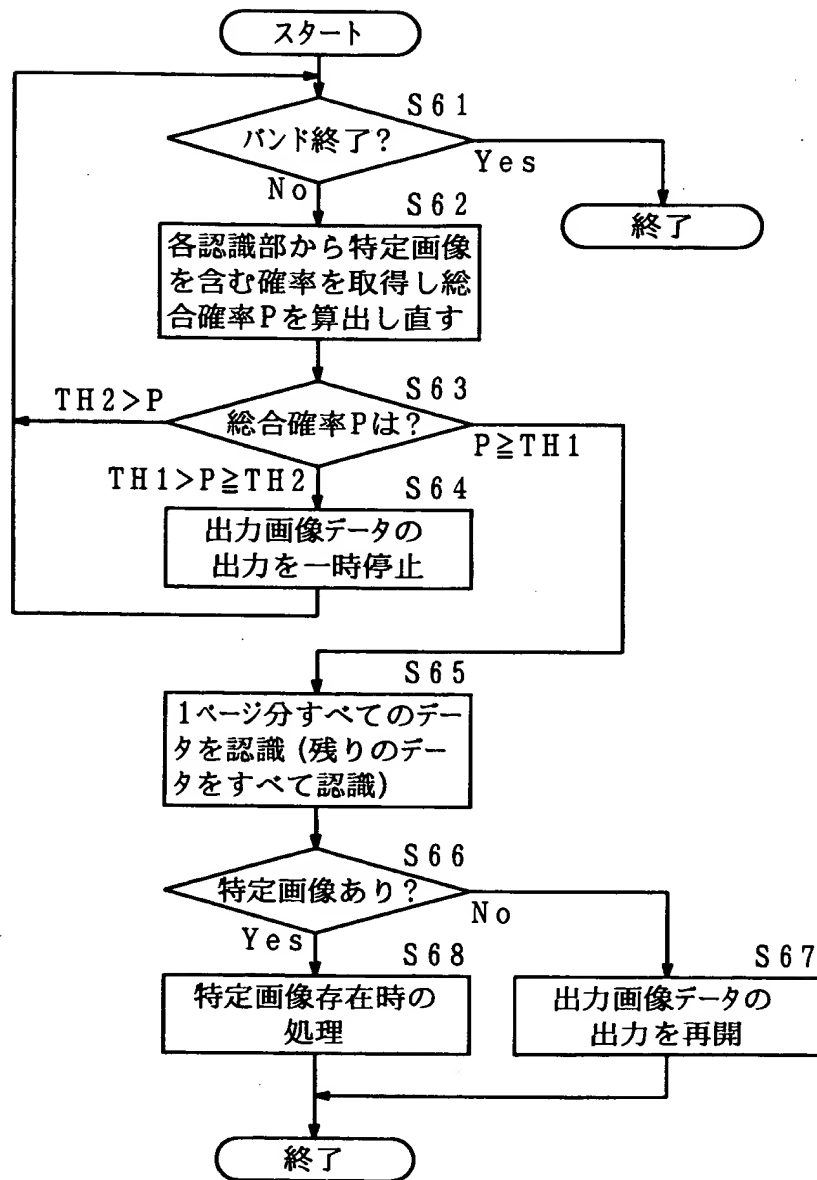 スタート
S61
バンド終了?
Yes
No
終了
S62
各認識部から特定画像
を含む確率を取得し総
合確率Pを算出し直す
S63
TH2>P
総合確率Pは?
P≧TH1
TH1>P≧TH2
S64
出力画像データの
出力を一時停止
S65
1ページ分すべてのデー
タを認識(残りのデー
タをすべて認識)
S66
特定画像あり?
No
Yes
S68
S67
特定画像存在時の
処理
出力画像データの
出力を再開
終了